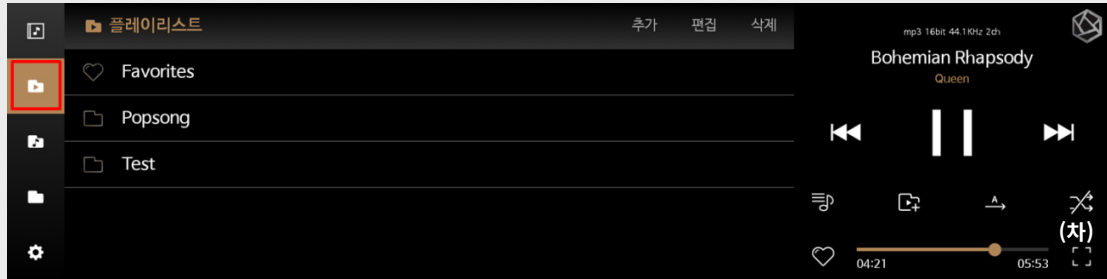 플레이리스트 추가 편집 삭제
Favorites
Popsong
Test
mp3 16bit 44.1KHz 2ch
Bohemian Rhapsody
Queen
A
(차)
04:21 05:53